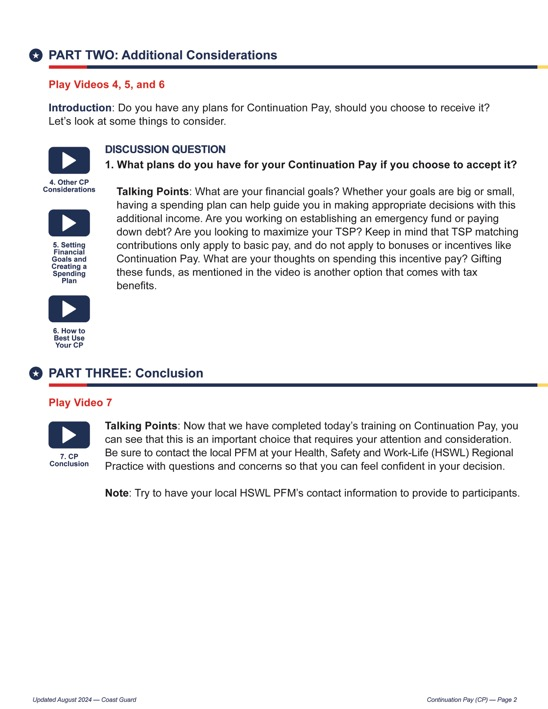 PART TWO: Additional Considerations
Play Videos 4, 5, and 6
Introduction: Do you have any plans for Continuation Pay, should you choose to receive it?
Let's look at some things to consider.
4. Other CP
Considerations
5. Setting
Financial
Goals and
Creating a
Spending
Plan
6. How to
Best Use
Your CP
DISCUSSION QUESTION
1. What plans do you have for your Continuation Pay if you choose to accept it?
Talking Points: What are your financial goals? Whether your goals are big or small,
having a spending plan can help guide you in making appropriate decisions with this
additional income. Are you working on establishing an emergency fund or paying
down debt? Are you looking to maximize your TSP? Keep in mind that TSP matching
contributions only apply to basic pay, and do not apply to bonuses or incentives like
Continuation Pay. What are your thoughts on spending this incentive pay? Gifting
these funds, as mentioned in the video is another option that comes with tax
benefits.
PART THREE: Conclusion
Play Video 7
7. CP
Conclusion
Talking Points: Now that we have completed today's training on Continuation Pay, you
can see that this is an important choice that requires your attention and consideration.
Be sure to contact the local PFM at your Health, Safety and Work-Life (HSWL) Regional
Practice with questions and concerns so that you can feel confident in your decision.
Note: Try to have your local HSWL PFM's contact information to provide to participants.
Updated August 2024 — Coast Guard
Continuation Pay (CP) — Page 2